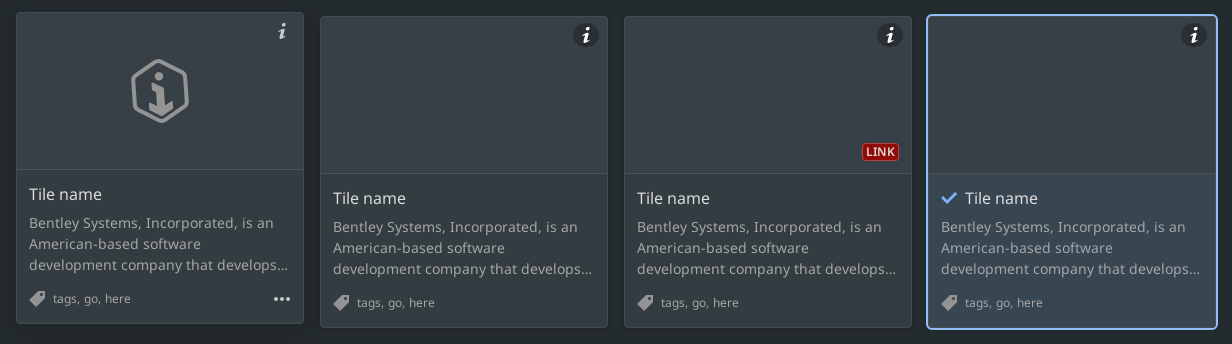 Tile name
Bentley Systems, Incorporated, is an
American-based software
development company that develops...
tags, go, here
Tile name
Bentley Systems, Incorporated, is an
American-based software
development company that develops...
tags, go, here
LINK
Tile name
Bentley Systems, Incorporated, is an
American-based software
development company that develops...
tags, go, here
Tile name
Bentley Systems, Incorporated, is an
American-based software
development company that develops...
tags, go, here